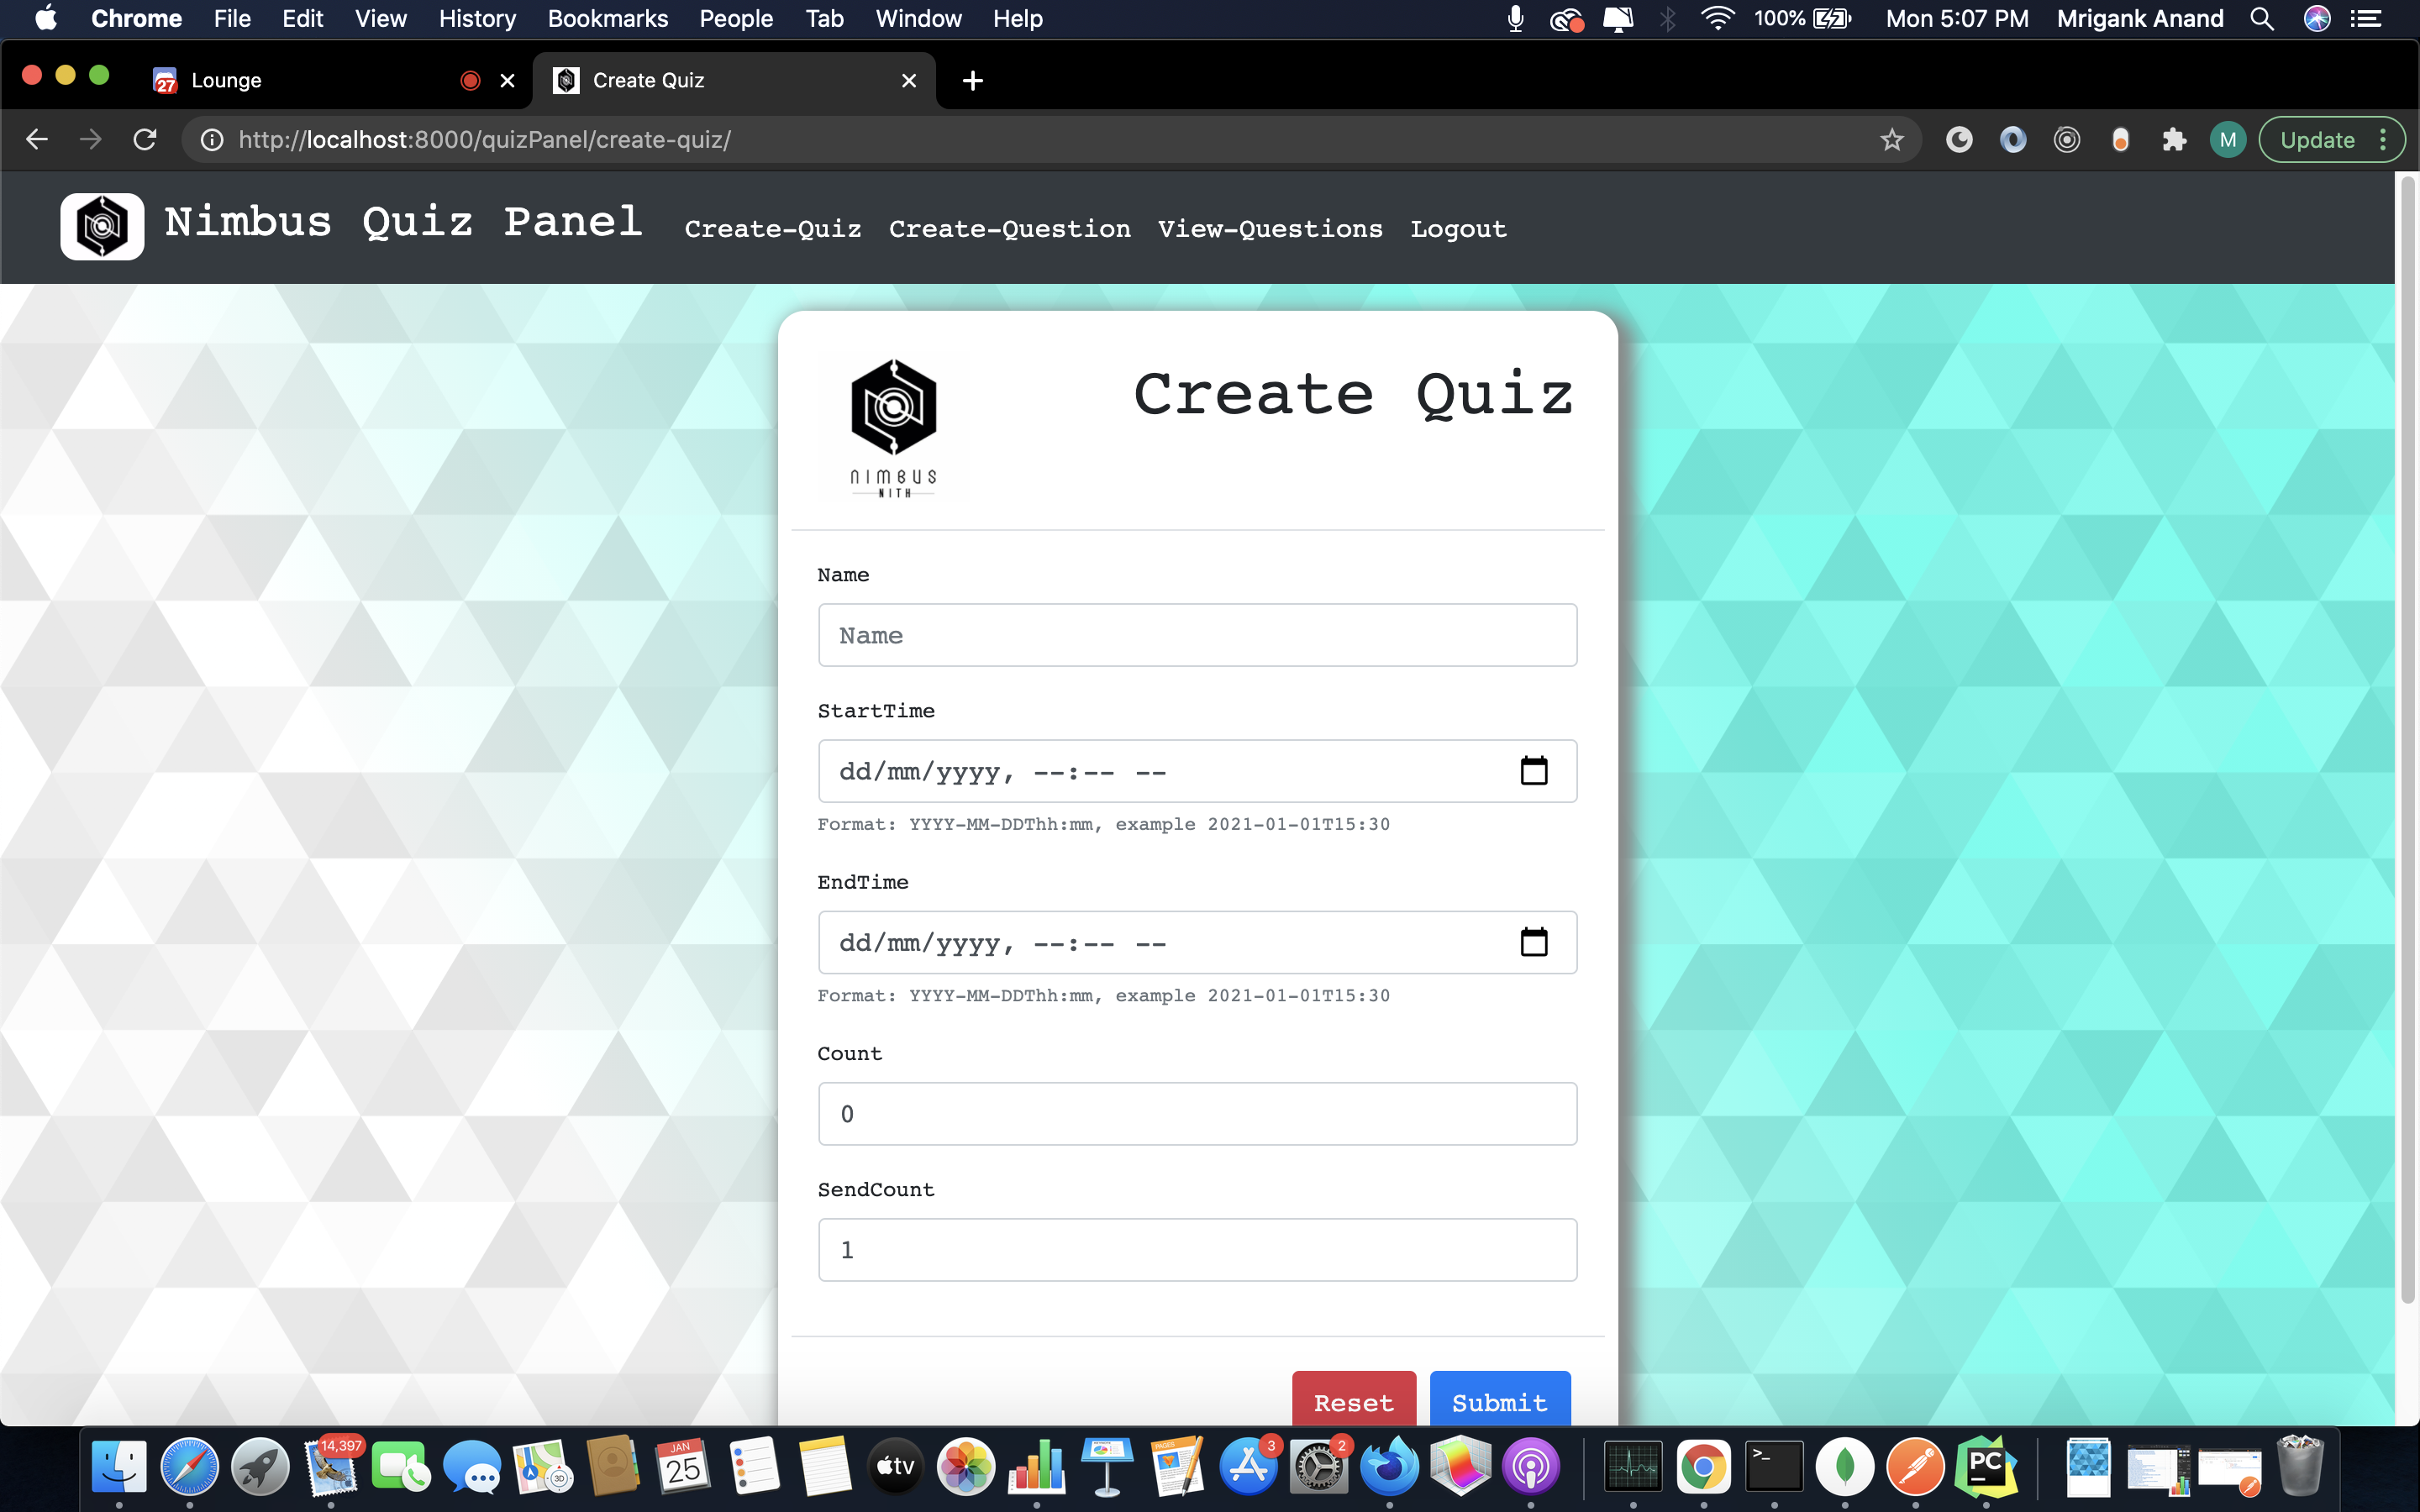 Chrome File Edit View History Bookmarks People Tab Window Help 100% Mon 5:07 PM Mrigank Anand
27 Lounge Create Quiz
http://localhost:8000/quizPanel/create-quiz/ M Update
Nimbus Quiz Panel Create-Quiz Create-Question View-Questions Logout
Create Quiz
NIMBUS
NITH
Name
Name
StartTime
dd/mm/yyyy, --:-- --
Format: YYYY-MM-DDThh:mm, example 2021-01-01T15:30
EndTime
dd/mm/yyyy, --:-- --
Format: YYYY-MM-DDThh:mm, example 2021-01-01T15:30
Count
0
SendCount
1
Reset Submit
14,397 3D JAN 25 tv PAGES 3 2 >_ PC